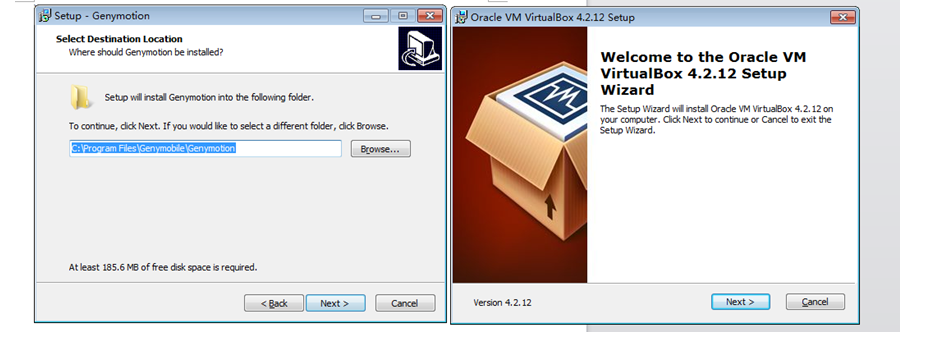 Setup - Genymotion
Select Destination Location
Where should Genymotion be installed?
Setup will install Genymotion into the following folder.
To continue, click Next. If you would like to select a different folder, click Browse.
C:\Program Files\Genymobile\Genymotion
Browse...
At least 185.6 MB of free disk space is required.
< Back
Next >
Cancel
Oracle VM VirtualBox 4.2.12 Setup
Welcome to the Oracle VM
VirtualBox 4.2.12 Setup
Wizard
The Setup Wizard will install Oracle VM VirtualBox 4.2.12 on
your computer. Click Next to continue or Cancel to exit the
Setup Wizard.
Version 4.2.12
Next >
Cancel